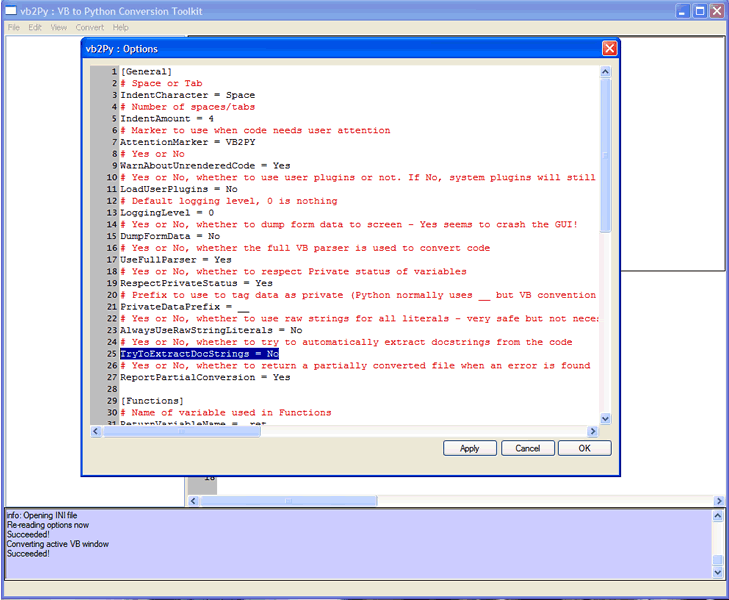 vb2Py : VB to Python Conversion Toolkit
File Edit View Convert Help
vb2Py : Options
1 [General]
2 # Space or Tab
3 IndentCharacter = Space
4 # Number of spaces/tabs
5 IndentAmount = 4
6 # Marker to use when code needs user attention
7 AttentionMarker = VB2PY
8 # Yes or No
9 WarnAboutUnrenderedCode = Yes
10 # Yes or No, whether to use user plugins or not. If No, system plugins will still
11 LoadUserPlugins = No
12 # Default logging level, 0 is nothing
13 LoggingLevel = 0
14 # Yes or No, whether to dump form data to screen - Yes seems to crash the GUI!
15 DumpFormData = No
16 # Yes or No, whether the full VB parser is used to convert code
17 UseFullParser = Yes
18 # Yes or No, whether to respect Private status of variables
19 RespectPrivateStatus = Yes
20 # Prefix to use to tag data as private (Python normally uses __ but VB convention
21 PrivateDataPrefix = __
22 # Yes or No, whether to use raw strings for all literals - very safe but not neces
23 AlwaysUseRawStringLiterals = No
24 # Yes or No, whether to try to automatically extract docstrings from the code
25 TryToExtractDocStrings = No
26 # Yes or No, whether to return a partially converted file when an error is found
27 ReportPartialConversion = Yes
28
29 [Functions]
30 # Name of variable used in Functions
31 ReturnVariableName = _ret
Apply Cancel OK
16
info: Opening INI file
Re-reading options now
Succeeded!
Converting active VB window
Succeeded!